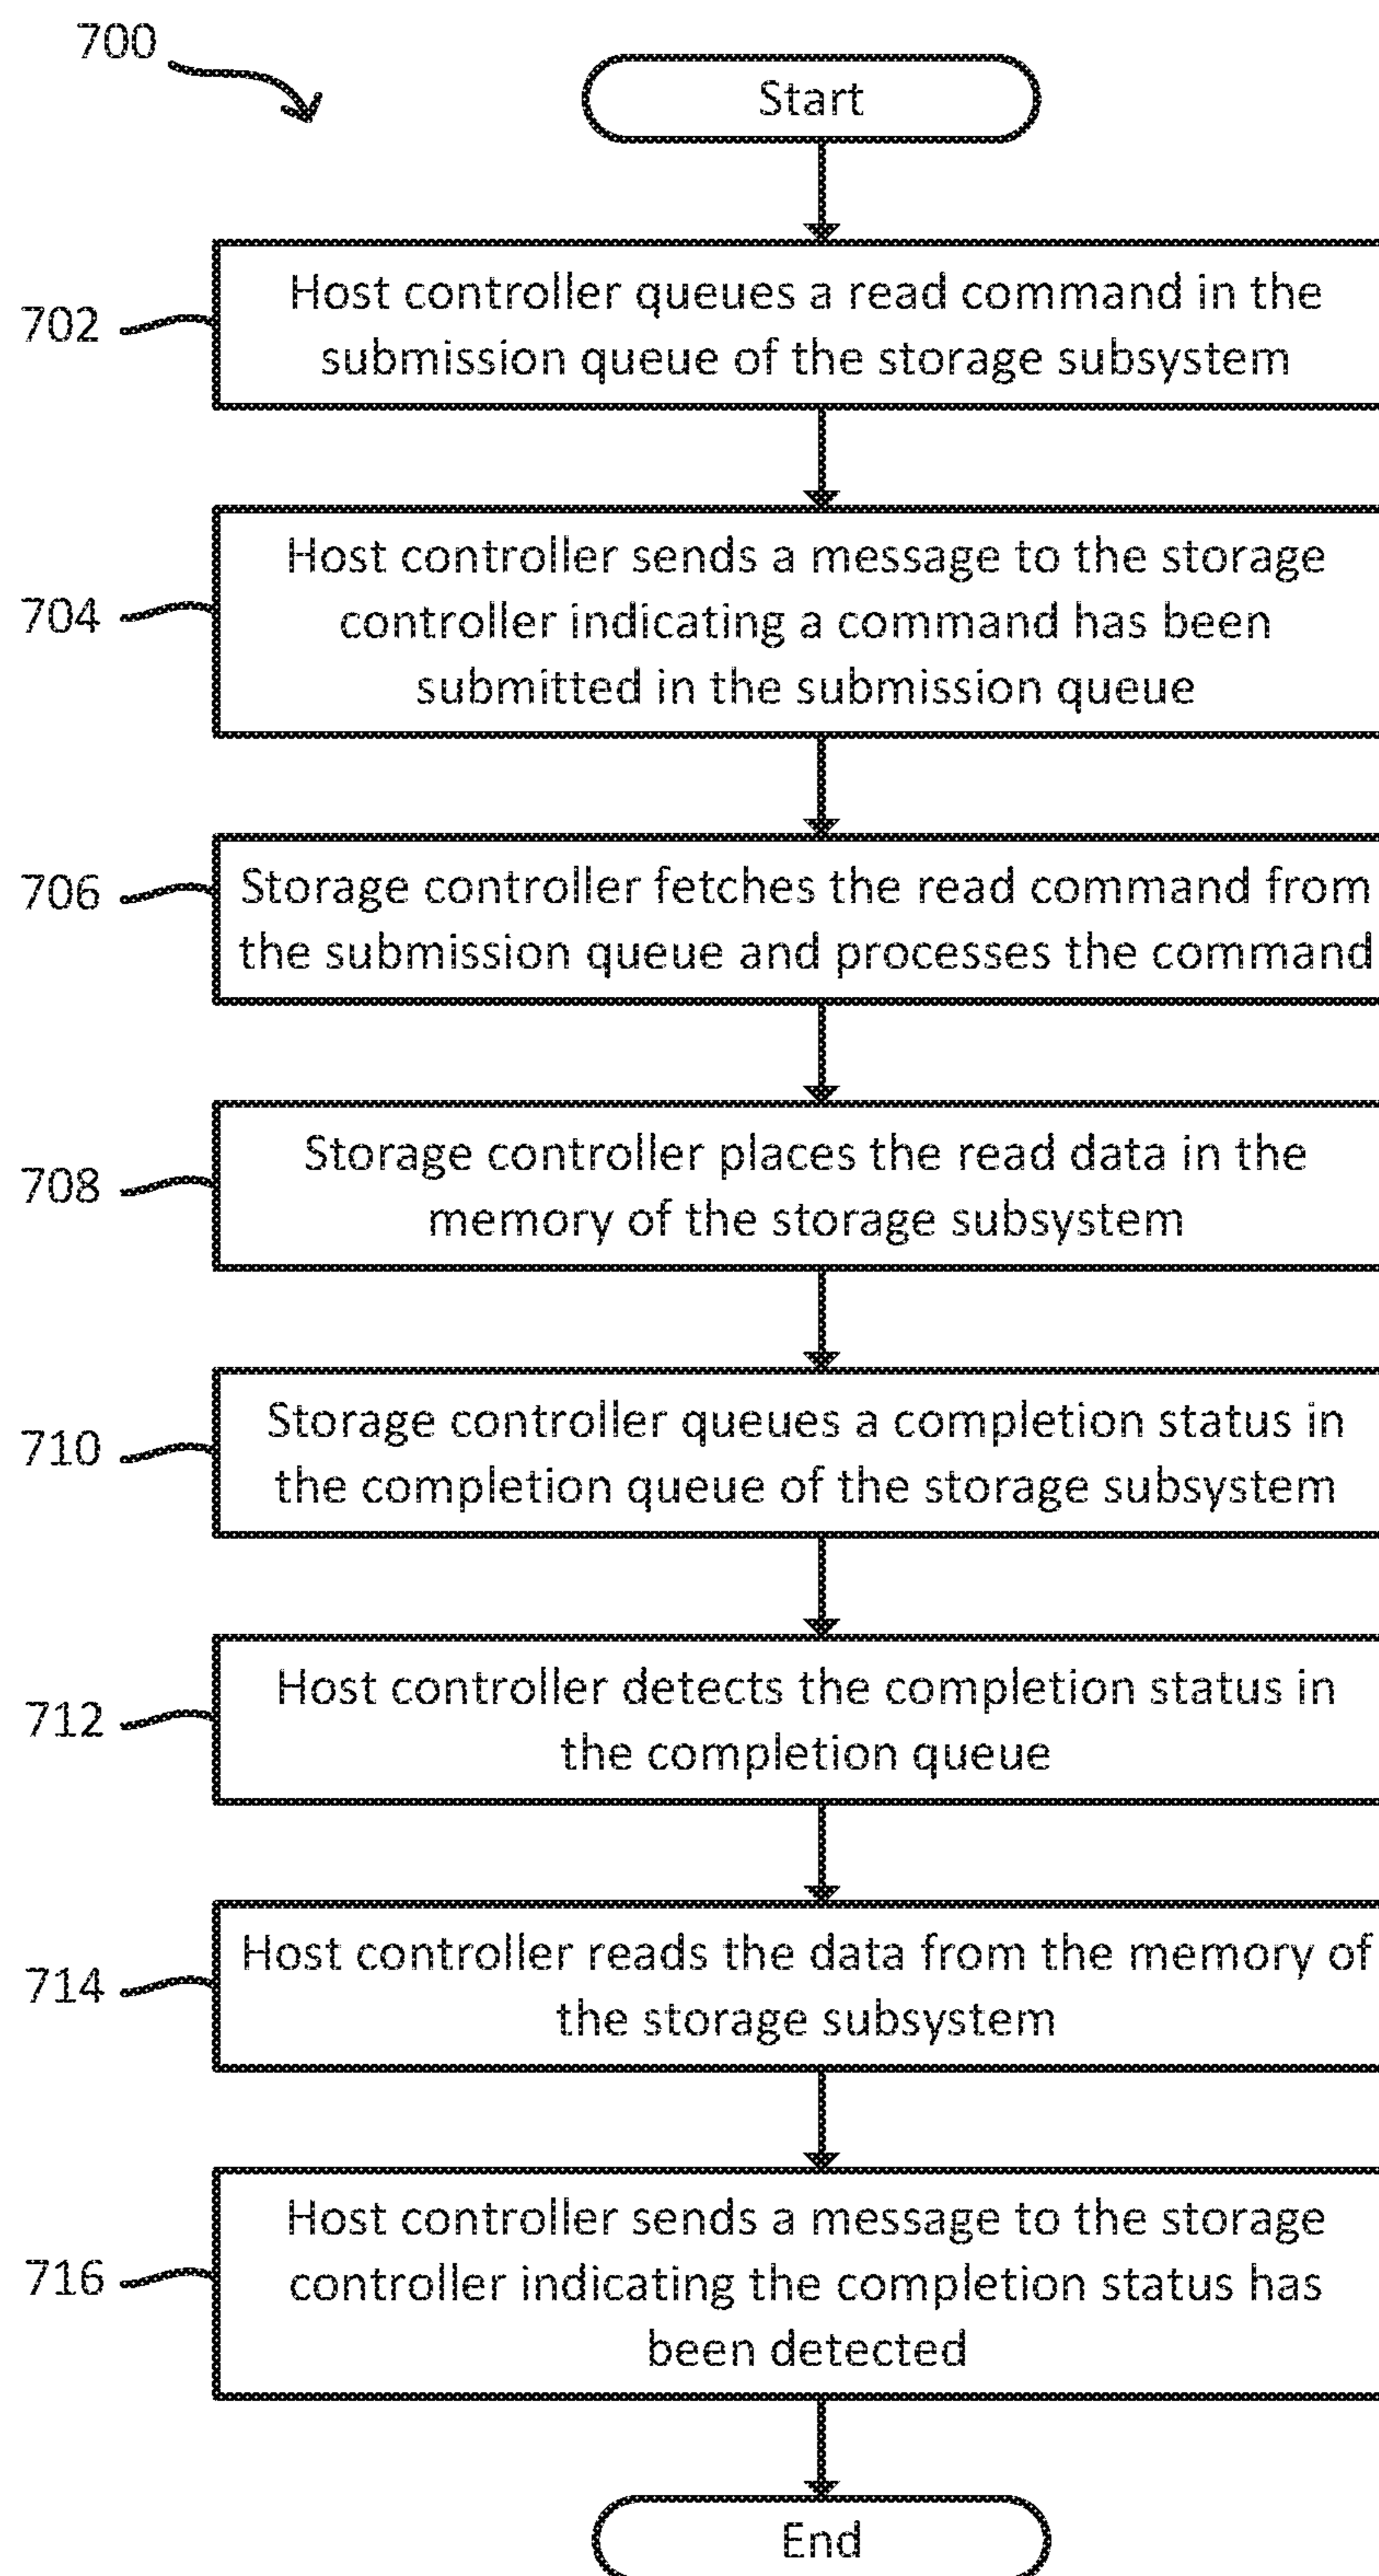 700
Start
702
Host controller queues a read command in the
submission queue of the storage subsystem
704
Host controller sends a message to the storage
controller indicating a command has been
submitted in the submission queue
706
Storage controller fetches the read command from
the submission queue and processes the command
708
Storage controller places the read data in the
memory of the storage subsystem
710
Storage controller queues a completion status in
the completion queue of the storage subsystem
712
Host controller detects the completion status in
the completion queue
714
Host controller reads the data from the memory of
the storage subsystem
716
Host controller sends a message to the storage
controller indicating the completion status has
been detected
End